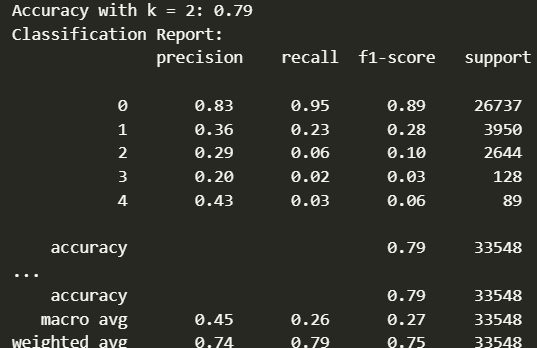 Accuracy with k = 2: 0.79
Classification Report:
precision recall f1-score support
0 0.83 0.95 0.89 26737
1 0.36 0.23 0.28 3950
2 0.29 0.06 0.10 2644
3 0.20 0.02 0.03 128
4 0.43 0.03 0.06 89
accuracy 0.79 33548
...
accuracy 0.79 33548
macro avg 0.45 0.26 0.27 33548
weighted avg 0.74 0.79 0.75 33548